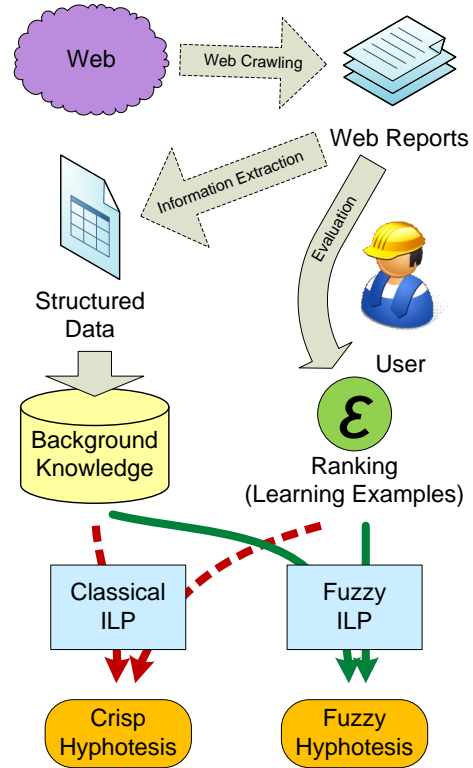 Web
Web Crawling
Web Reports
Information Extraction
Evaluation
Structured
Data
User
ε
Background
Knowledge
Ranking
(Learning Examples)
Classical
ILP
Fuzzy
ILP
Crisp
Hyphotesis
Fuzzy
Hyphotesis